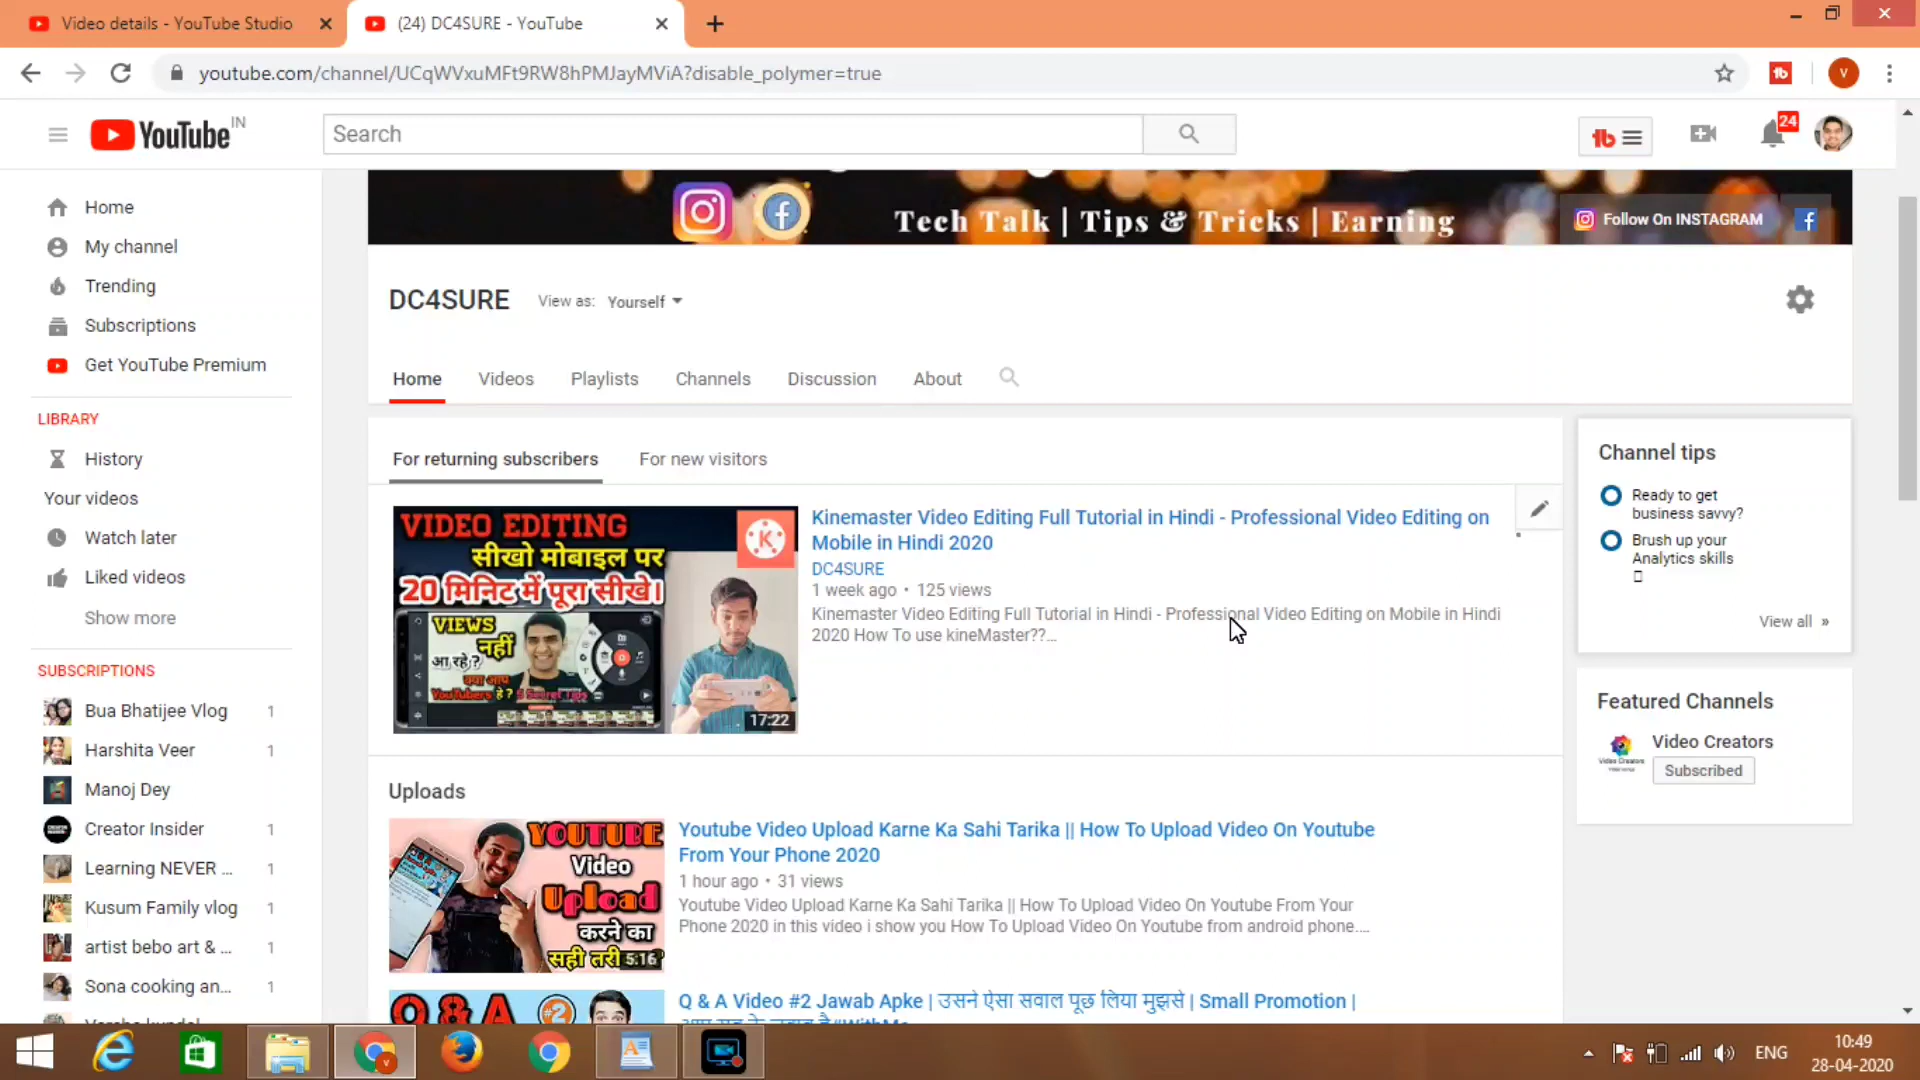 Video details - YouTube Studio
(24) DC4SURE - YouTube
youtube.com/channel/UCqWVxuMFt9RW8hPMJayMViA?disable_polymer=true
V
YouTube IN
Search
24
Tech Talk | Tips & Tricks | Earning
Follow On INSTAGRAM
Home
My channel
Trending
Subscriptions
Get YouTube Premium
LIBRARY
History
Your videos
Watch later
Liked videos
Show more
SUBSCRIPTIONS
Bua Bhatijee Vlog 1
Harshita Veer 1
Manoj Dey
Creator Insider 1
Learning NEVER ... 1
Kusum Family vlog 1
artist bebo art & ... 1
Sona cooking an... 1
DC4SURE View as: Yourself
Home Videos Playlists Channels Discussion About
For returning subscribers For new visitors
VIDEO EDITING
सीखो मोबाइल पर
20 मिनिट में पूरा सीखे।
VIEWS
नहीं
आ रहे?
क्या आप
YouTubers है? 5 Secret Tips
K
17:22
Kinemaster Video Editing Full Tutorial in Hindi - Professional Video Editing on
Mobile in Hindi 2020
DC4SURE
1 week ago • 125 views
Kinemaster Video Editing Full Tutorial in Hindi - Professional Video Editing on Mobile in Hindi
2020 How To use kineMaster??...
Uploads
YOUTUBE
Video
Upload
करने का
सही तरी
5:16
Youtube Video Upload Karne Ka Sahi Tarika || How To Upload Video On Youtube
From Your Phone 2020
1 hour ago • 31 views
Youtube Video Upload Karne Ka Sahi Tarika || How To Upload Video On Youtube From Your
Phone 2020 in this video i show you How To Upload Video On Youtube from android phone....
Q & A #2
Q & A Video #2 Jawab Apke | उसने ऐसा सवाल पूछ लिया मुझसे | Small Promotion |
Channel tips
Ready to get
business savvy?
Brush up your
Analytics skills
View all »
Featured Channels
Video Creators
Subscribed
ENG
10:49
28-04-2020